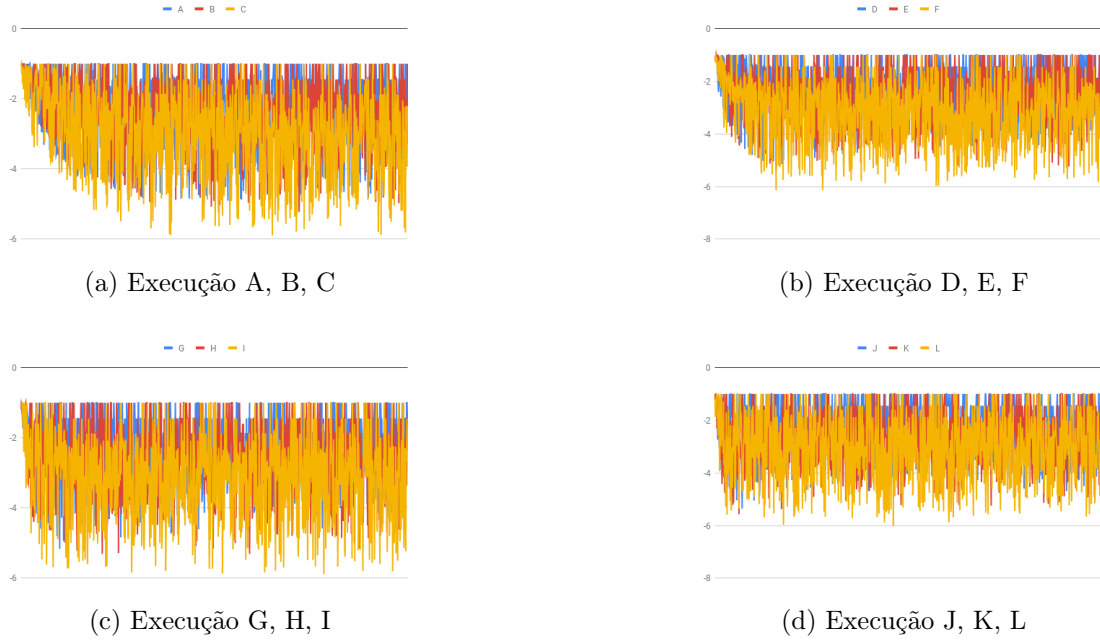 A B C
0
-2
-4
-6
(a) Execução A, B, C
D E F
0
-2
-4
-6
-8
(b) Execução D, E, F
G H I
0
-2
-4
-6
(c) Execução G, H, I
J K L
0
-2
-4
-6
-8
(d) Execução J, K, L